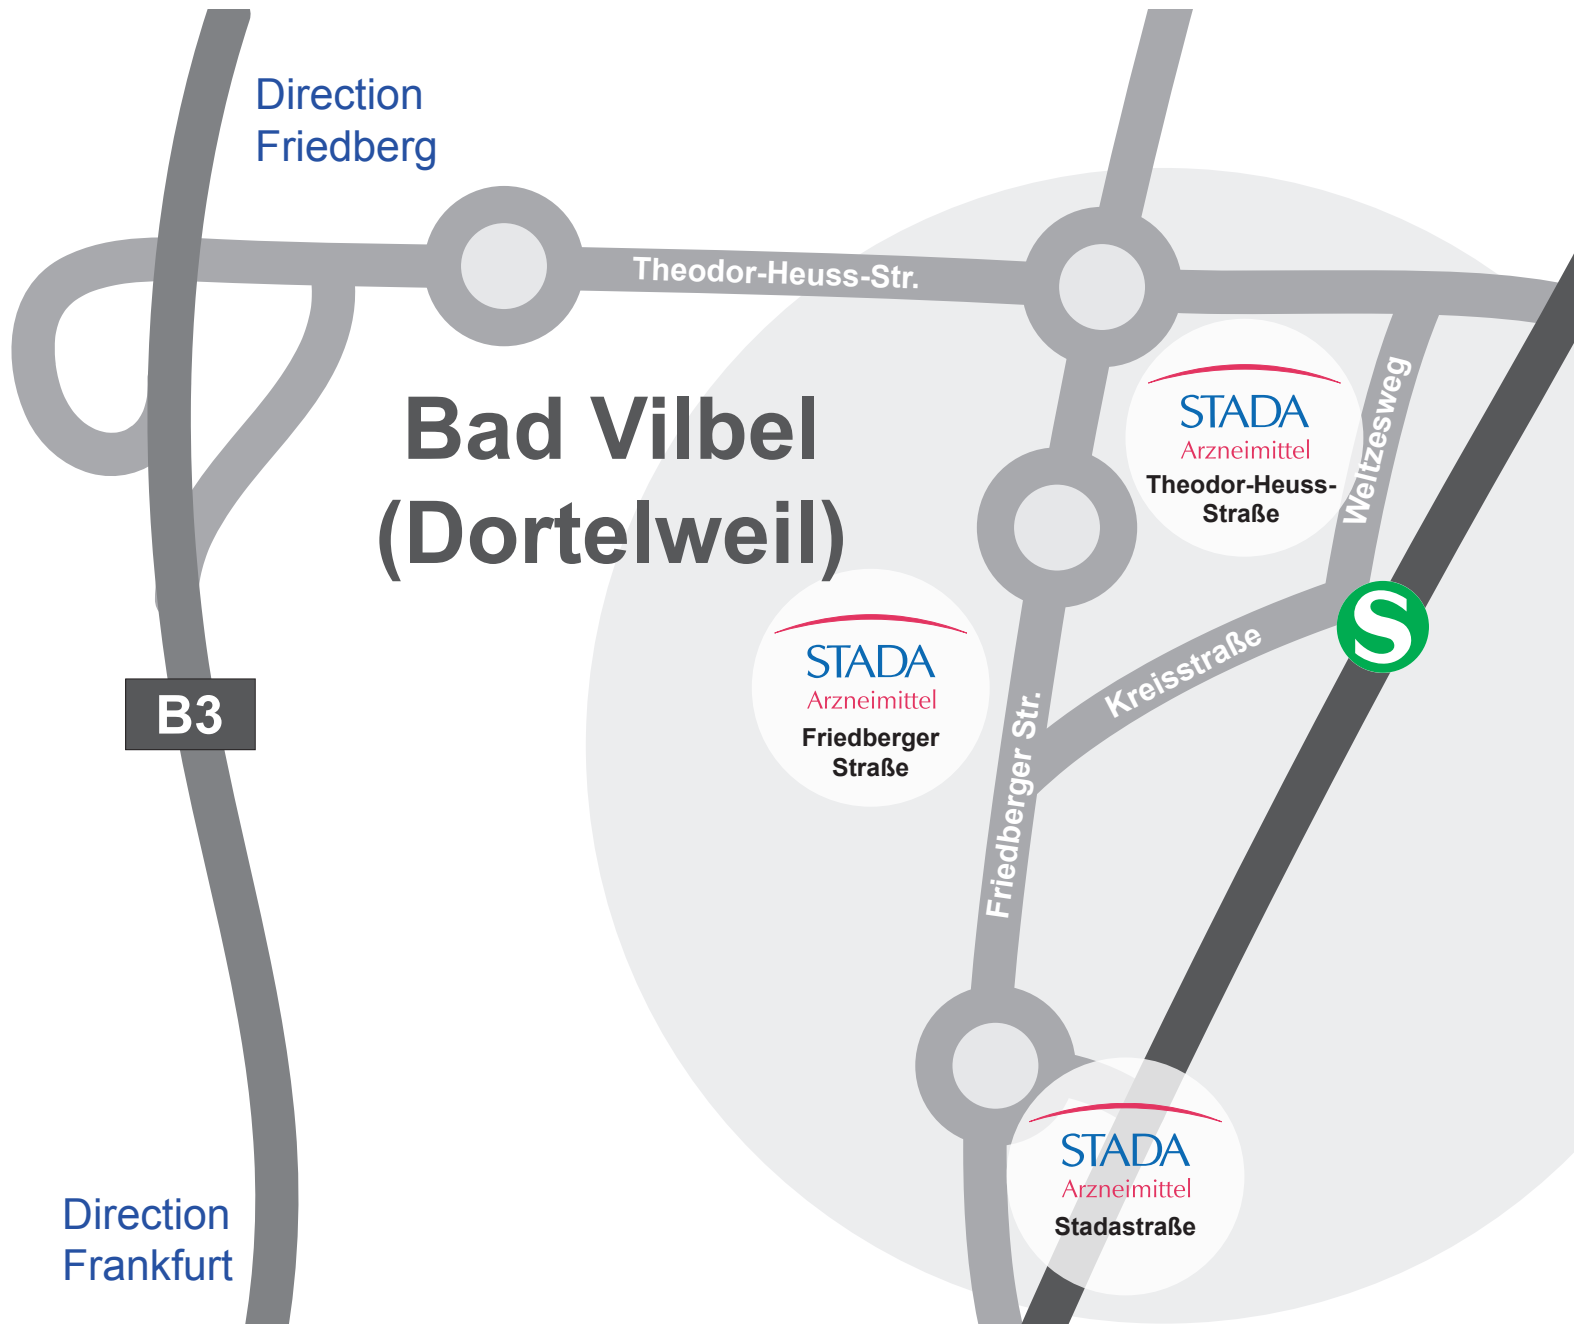 Direction
Friedberg
Theodor-Heuss-Str.
Bad Vilbel
(Dortelweil)
STADA
Arzneimittel
Theodor-Heuss-
Straße
Weitzesweg
S
Kreisstraße
STADA
Arzneimittel
Friedberger
Straße
Friedberger Str.
B3
STADA
Arzneimittel
Stadastraße
Direction
Frankfurt